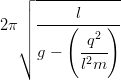 2π√(l / (g − (q² / (l²m))))